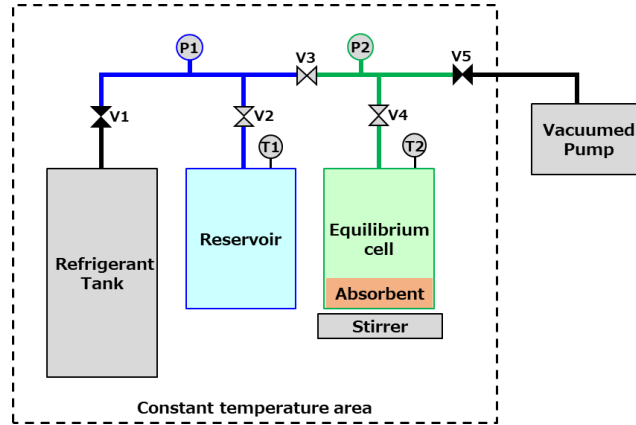 P1
V3
P2
V5
V1
V2
V4
T1
T2
Vacuumed
Pump
Refrigerant
Tank
Reservoir
Equilibrium
cell
Absorbent
Stirrer
Constant temperature area